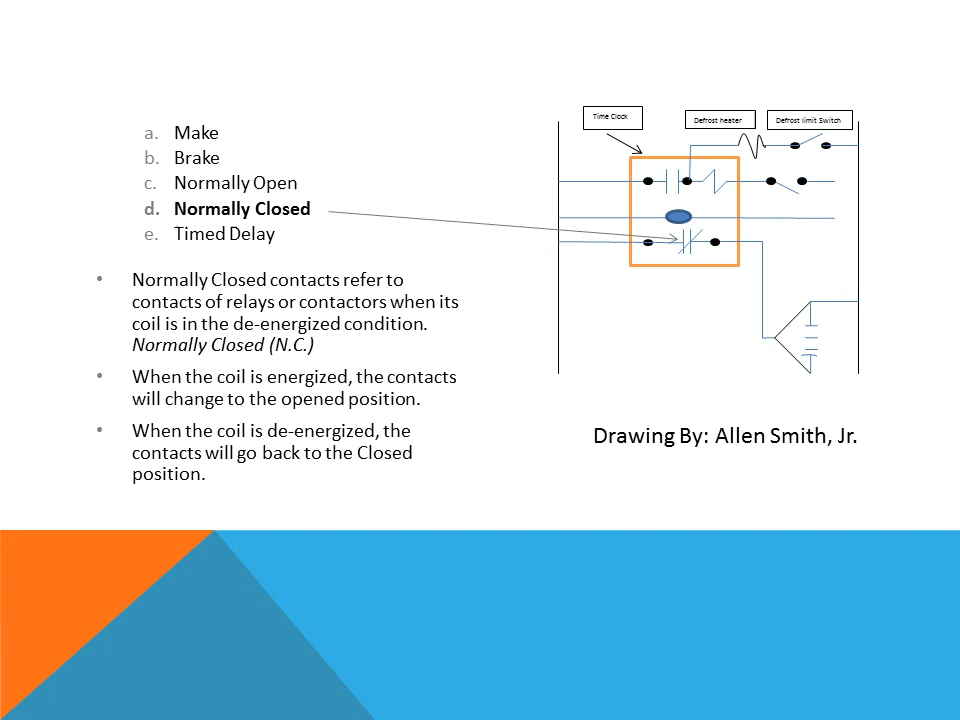 a. Make
b. Brake
c. Normally Open
d. Normally Closed
e. Timed Delay
• Normally Closed contacts refer to
contacts of relays or contactors when its
coil is in the de-energized condition.
Normally Closed (N.C.)
• When the coil is energized, the contacts
will change to the opened position.
• When the coil is de-energized, the
contacts will go back to the Closed
position.
Time Clock
Defrost heater
Defrost limit Switch
Drawing By: Allen Smith, Jr.